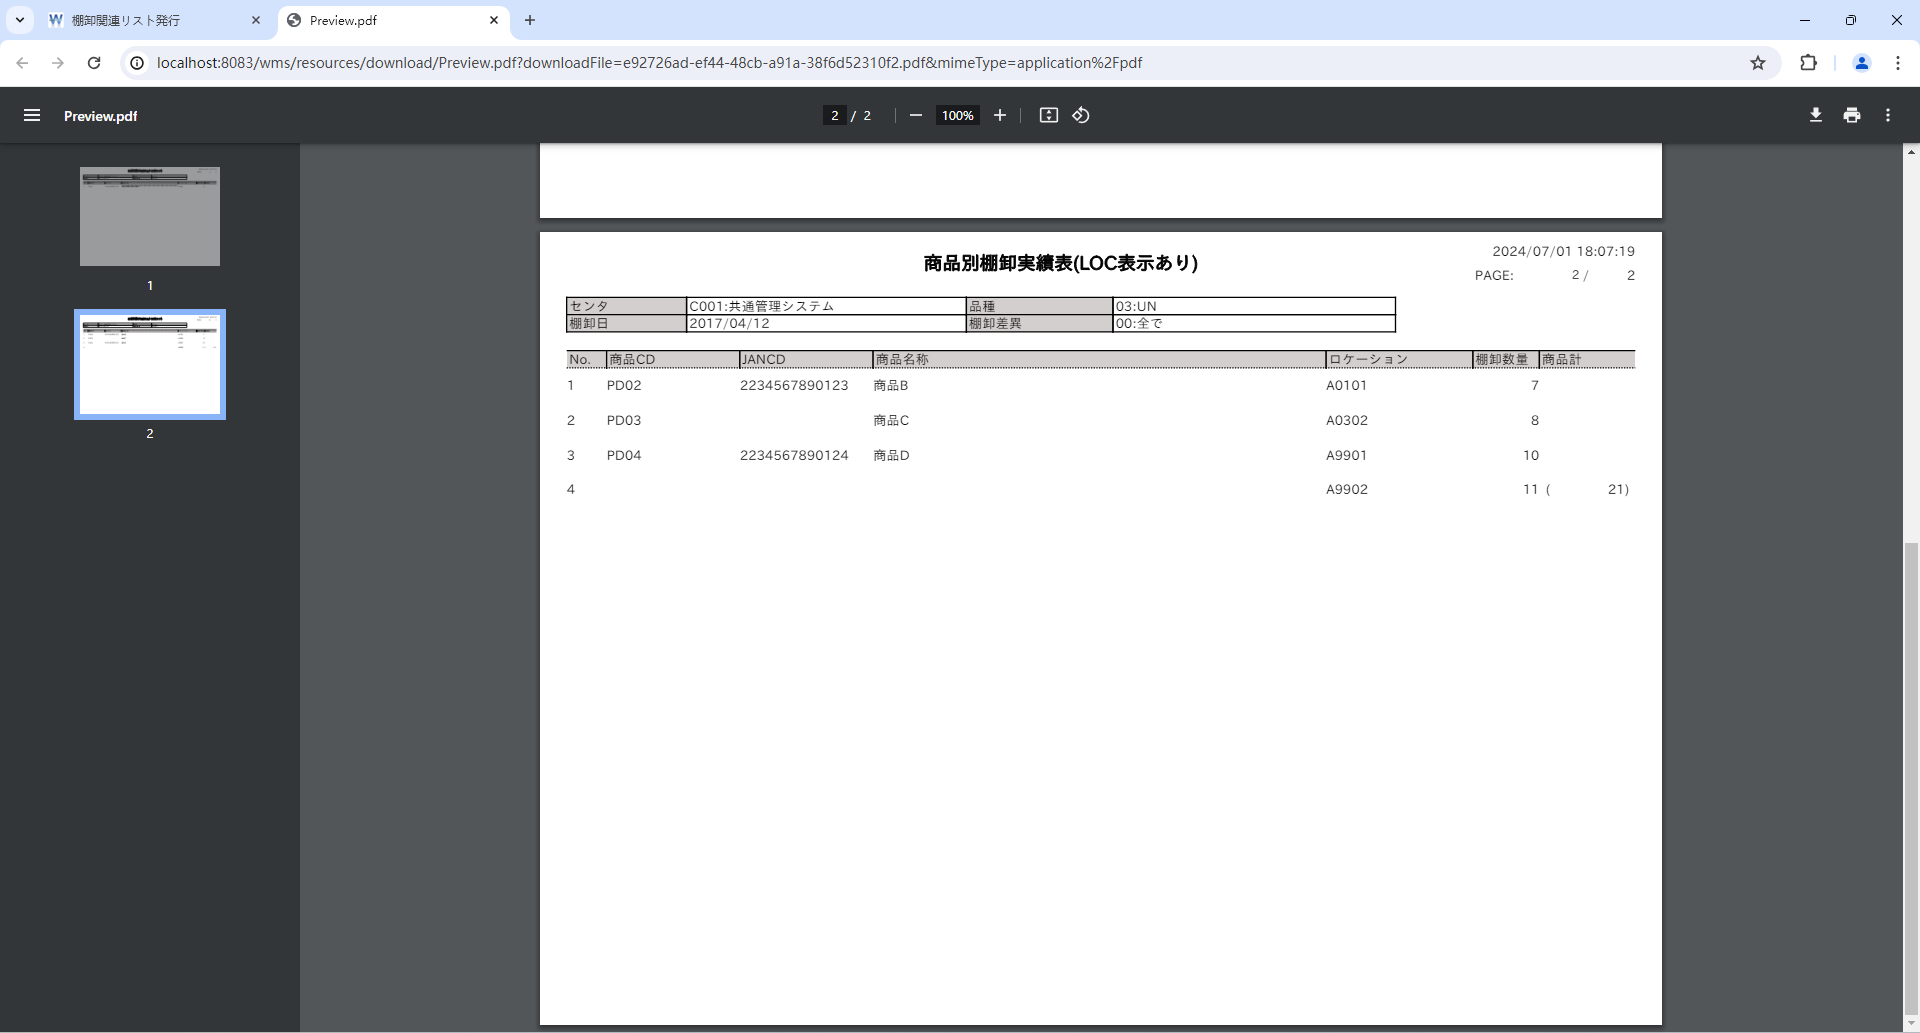 棚卸関連リスト発行
Preview.pdf
localhost:8083/wms/resources/download/Preview.pdf?downloadFile=e92726ad-ef44-48cb-a91a-38f6d52310f2.pdf&mimeType=application%2Fpdf
Preview.pdf
2 / 2
100%
1
2
商品別棚卸実績表(LOC表示あり)
2024/07/01 18:07:19
PAGE: 2 / 2
センタ C001:共通管理システム 品種 03:UN
棚卸日 2017/04/12 棚卸差異 00:全て
No. 商品CD JANCD 商品名称 ロケーション 棚卸数量 商品計
1 PD02 2234567890123 商品B A0101 7
2 PD03 商品C A0302 8
3 PD04 2234567890124 商品D A9901 10
4 A9902 11 ( 21)